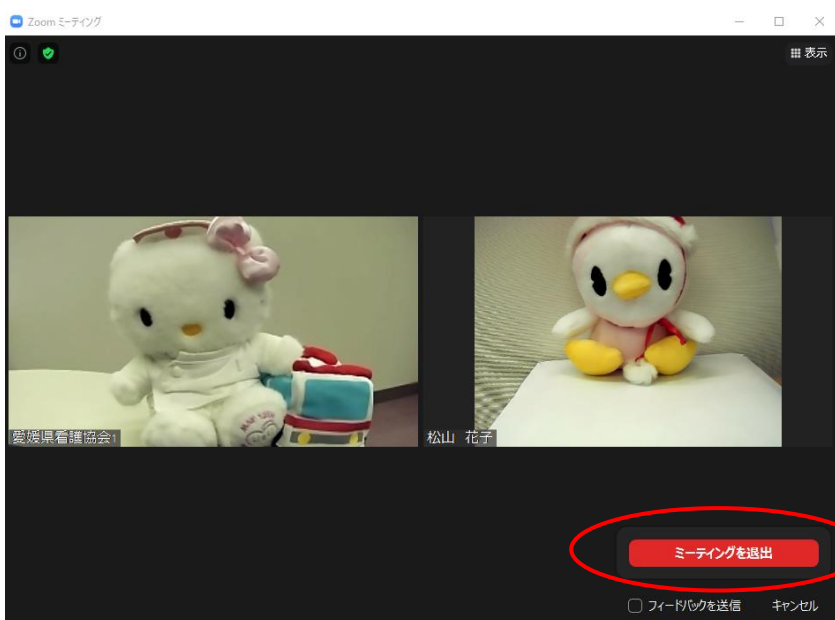 Zoom ミーティング
表示
愛媛県看護協会1
松山 花子
ミーティングを退出
フィードバックを送信
キャンセル